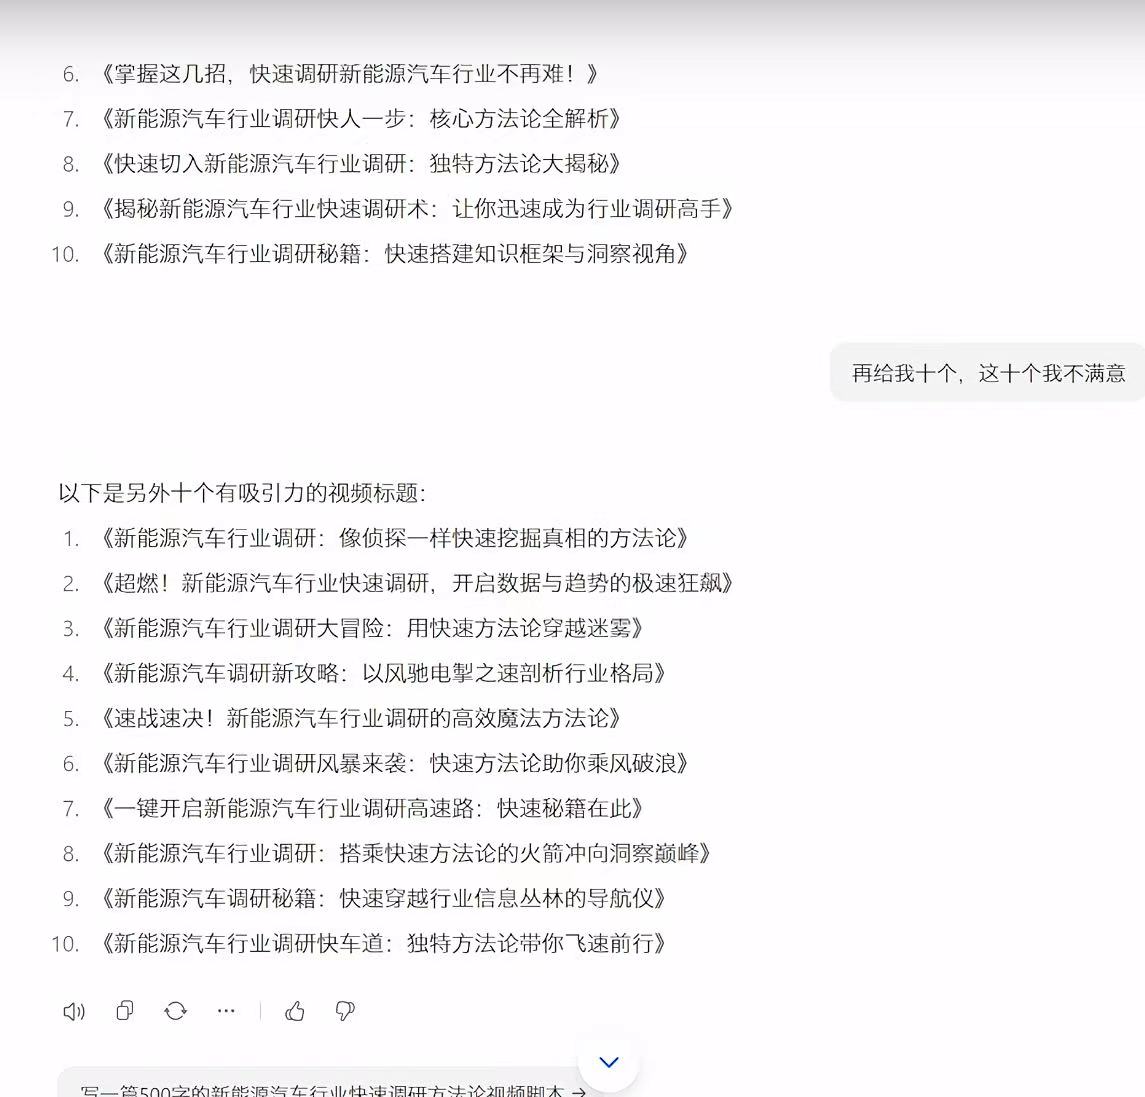 6. 《掌握这几招，快速调研新能源汽车行业不再难！》
7. 《新能源汽车行业调研快人一步：核心方法论全解析》
8. 《快速切入新能源汽车行业调研：独特方法论大揭秘》
9. 《揭秘新能源汽车行业快速调研术：让你迅速成为行业调研高手》
10. 《新能源汽车行业调研秘籍：快速搭建知识框架与洞察视角》
再给我十个，这十个我不满意
以下是另外十个有吸引力的视频标题：
1. 《新能源汽车行业调研：像侦探一样快速挖掘真相的方法论》
2. 《超燃！新能源汽车行业快速调研，开启数据与趋势的极速狂飙》
3. 《新能源汽车行业调研大冒险：用快速方法论穿越迷雾》
4. 《新能源汽车调研新攻略：以风驰电掣之速剖析行业格局》
5. 《速战速决！新能源汽车行业调研的高效魔法方法论》
6. 《新能源汽车行业调研风暴来袭：快速方法论助你乘风破浪》
7. 《一键开启新能源汽车行业调研高速路：快速秘籍在此》
8. 《新能源汽车行业调研：搭乘快速方法论的火箭冲向洞察巅峰》
9. 《新能源汽车调研秘籍：快速穿越行业信息丛林的导航仪》
10. 《新能源汽车行业调研快车道：独特方法论带你飞速前行》
写一篇500字的新能源汽车行业快速调研方法论视频脚本 →